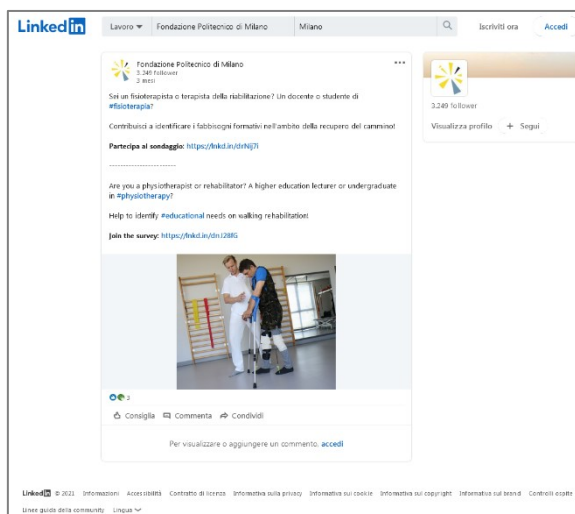 Linked in
Lavoro
Fondazione Politecnico di Milano
Milano
Iscriviti ora
Accedi
Fondazione Politecnico di Milano
3.249 follower
2 mesi
Sei un fisioterapista o terapista della riabilitazione? Un docente o studente di
#fisioterapia?
Contribuisci a identificare i fabbisogni formativi nell'ambito della recupero del cammino!
Partecipa al sondaggio:
------------------------
Are you a physiotherapist or rehabilitator? A higher education lecturer or undergraduate
in #physiotherapy?
Help to identify #educational needs on walking rehabilitation!
Join the survey:
2
Consiglia Commenta Condividi
Per visualizzare o aggiungere un commento, accedi
3.249 follower
Visualizza profilo + Segui
Linked in © 2021 Informazioni Accessibilità Contratto di licenza Informativa sulla privacy Informativa sui cookie Informativa sul copyright Informativa sul brand Controlli ospite
Linee guida della community Lingua